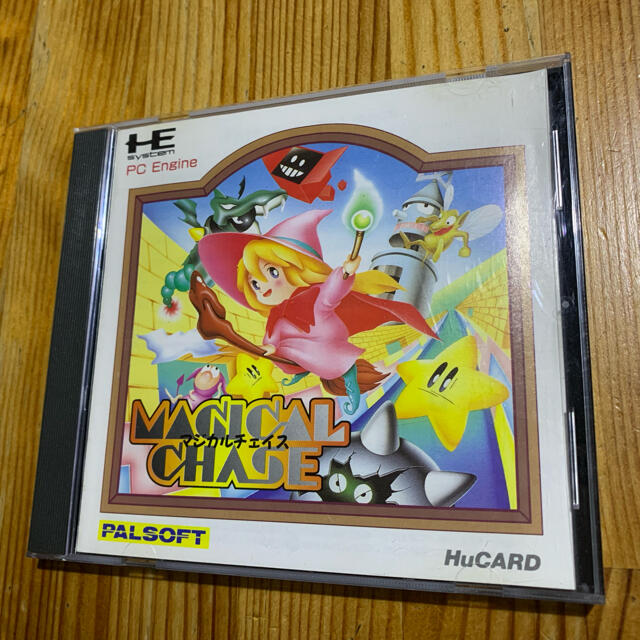 HE
system
PC Engine
MAGICAL
マジカルチェイス
CHASE
PALSOFT
HuCARD